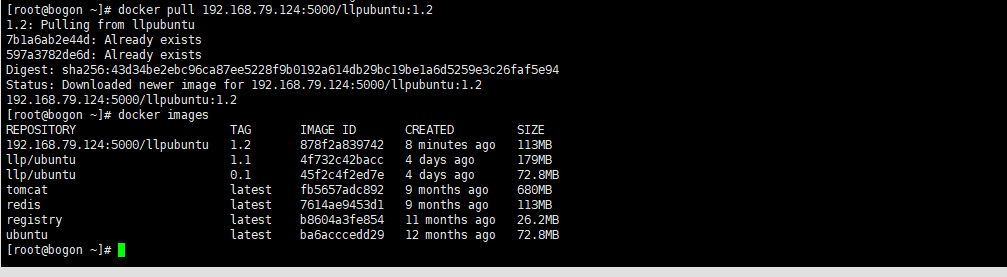 [root@bogon ~]# docker pull 192.168.79.124:5000/llpubuntu:1.2
1.2: Pulling from llpubuntu
7b1a6ab2e44d: Already exists
597a3782de6d: Already exists
Digest: sha256:43d34be2ebc96ca87ee5228f9b0192a614db29bc19be1a6d5259e3c26faf5e94
Status: Downloaded newer image for 192.168.79.124:5000/llpubuntu:1.2
192.168.79.124:5000/llpubuntu:1.2
[root@bogon ~]# docker images
REPOSITORY TAG IMAGE ID CREATED SIZE
192.168.79.124:5000/llpubuntu 1.2 878f2a839742 8 minutes ago 113MB
llp/ubuntu 1.1 4f732c42bacc 4 days ago 179MB
llp/ubuntu 0.1 45f2c4f2ed7e 4 days ago 72.8MB
tomcat latest fb5657adc892 9 months ago 680MB
redis latest 7614ae9453d1 9 months ago 113MB
registry latest b8604a3fe854 11 months ago 26.2MB
ubuntu latest ba6acccedd29 12 months ago 72.8MB
[root@bogon ~]#